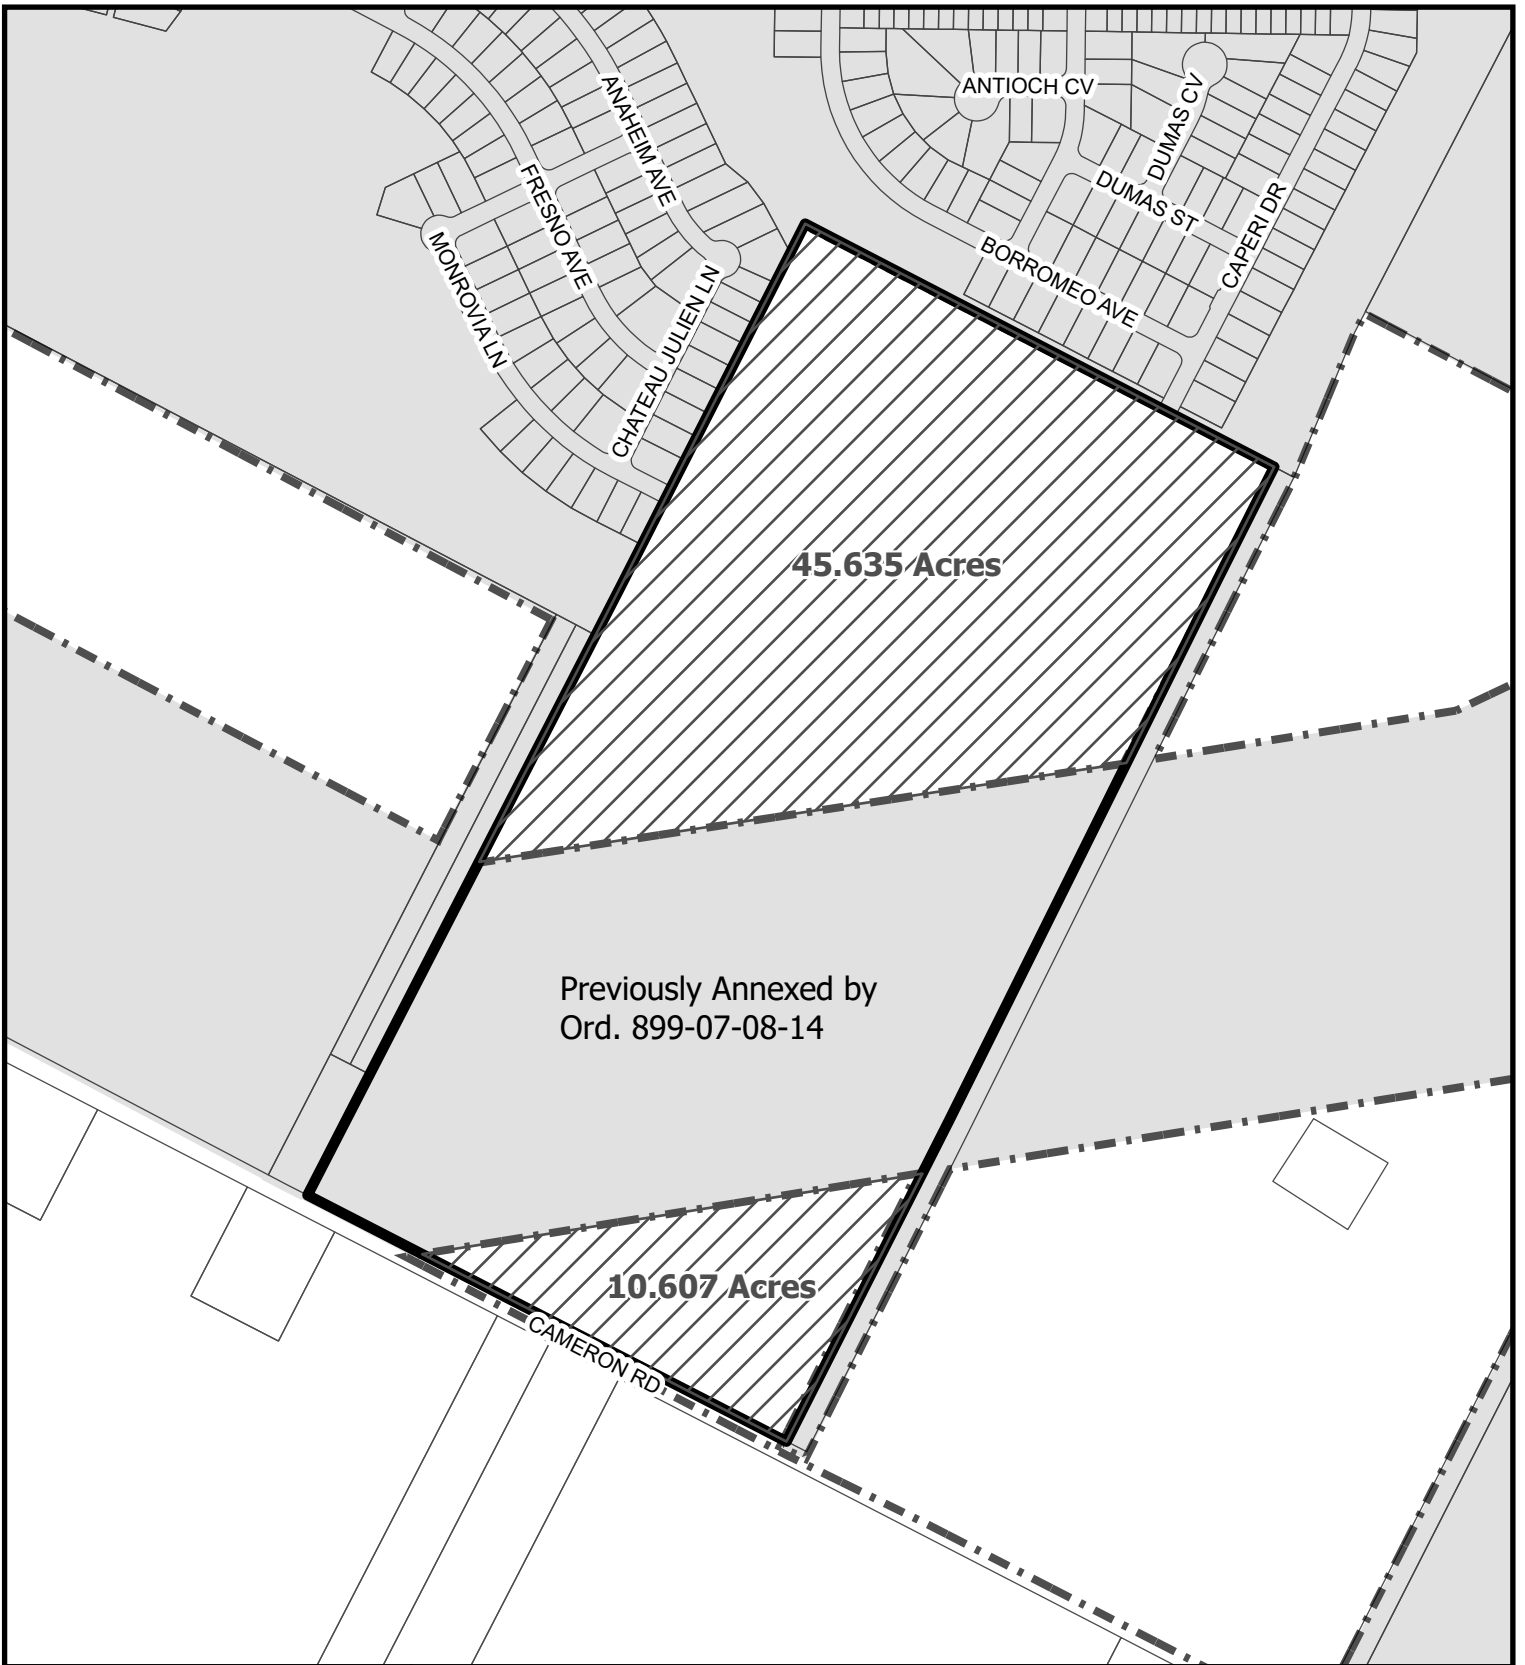 ANTIOCH CV
ANAHEIM AVE
DUMAS CV
FRESNO AVE
DUMAS ST
CAPERI DR
MONROVIA LN
BORROMEO AVE
CHATEAU JULIEN LN
45.635 Acres
Previously Annexed by
Ord. 899-07-08-14
10.607 Acres
CAMERON RD